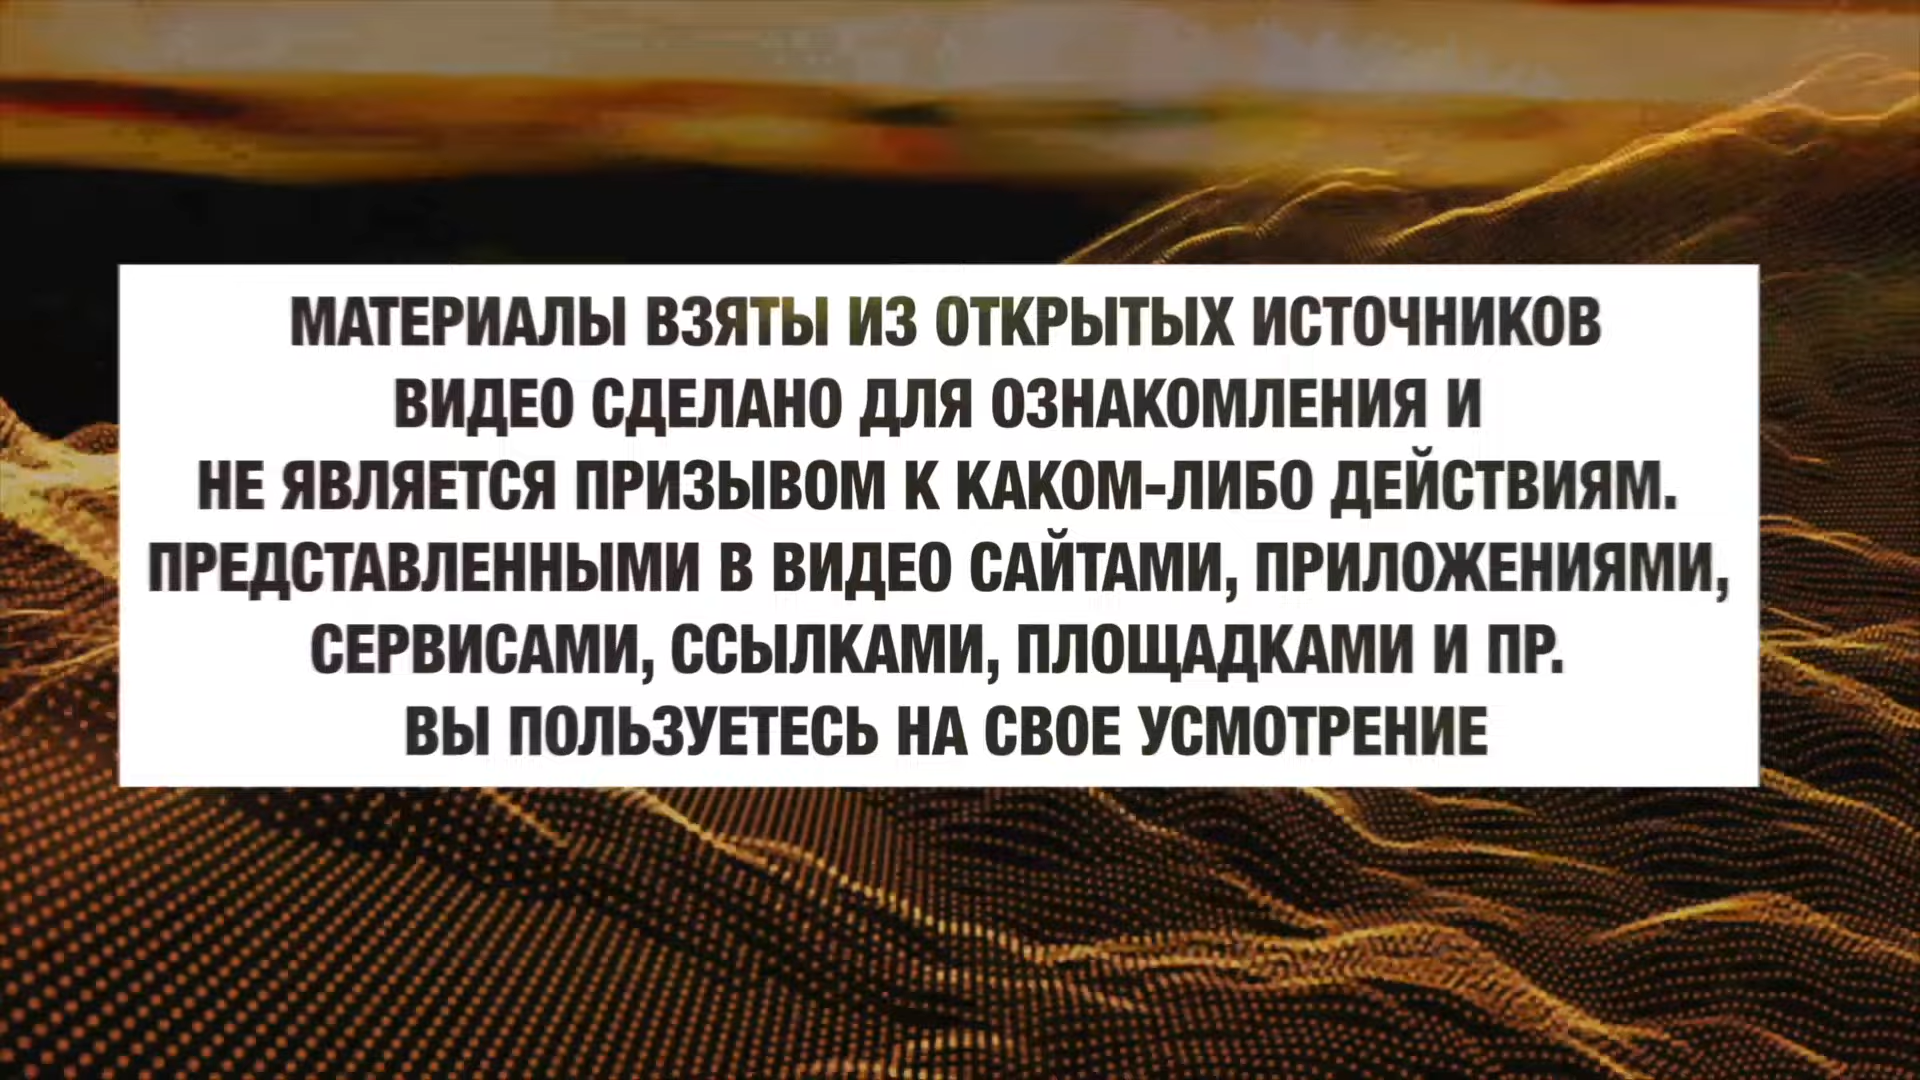 МАТЕРИАЛЫ ВЗЯТЫ ИЗ ОТКРЫТЫХ ИСТОЧНИКОВ
ВИДЕО СДЕЛАНО ДЛЯ ОЗНАКОМЛЕНИЯ И
НЕ ЯВЛЯЕТСЯ ПРИЗЫВОМ К КАКОМ-ЛИБО ДЕЙСТВИЯМ.
ПРЕДСТАВЛЕННЫМИ В ВИДЕО САЙТАМИ, ПРИЛОЖЕНИЯМИ,
СЕРВИСАМИ, ССЫЛКАМИ, ПЛОЩАДКАМИ И ПР.
ВЫ ПОЛЬЗУЕТЕСЬ НА СВОЕ УСМОТРЕНИЕ